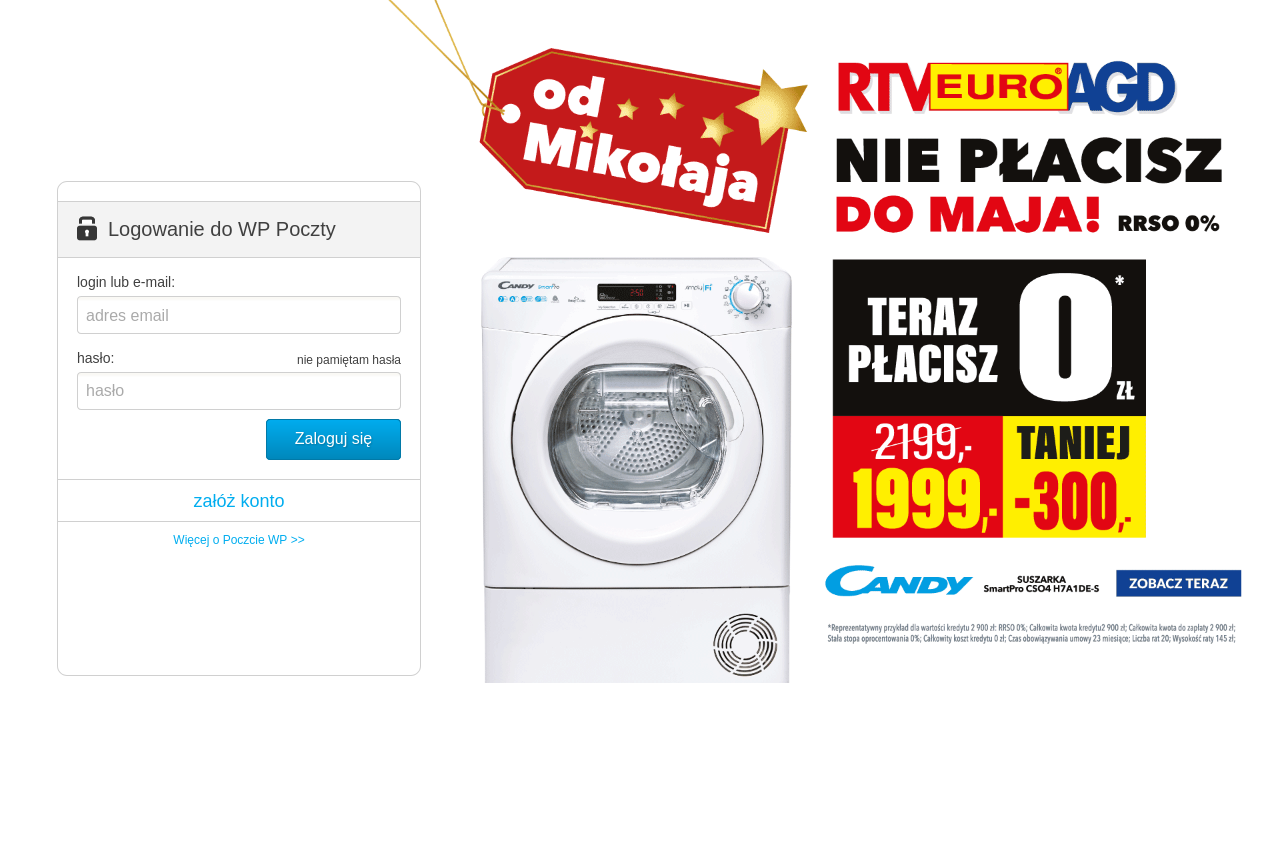 Logowanie do WP Poczty
login lub e-mail:
adres email
hasło:
nie pamiętam hasła
hasło
Zaloguj się
załóż konto
Więcej o Poczcie WP >>
od
Mikołaja
CANDY
RTV EURO® AGD
NIE PŁACISZ
DO MAJA! RRSO 0%
TERAZ
PŁACISZ
0 ZŁ*
2199,-
1999,-
TANIEJ
-300,-
CANDY
SUSZARKA
SmartPro CSO4 H7A1DE-S
ZOBACZ TERAZ
*Reprezentatywny przykład dla wartości kredytu 2 900 zł: RRSO 0%; Całkowita kwota kredytu2 900 zł; Całkowita kwota do zapłaty 2 900 zł;
Stała stopa oprocentowania 0%; Całkowity koszt kredytu 0 zł; Czas obowiązywania umowy 23 miesiące; Liczba rat 20; Wysokość raty 145 zł;